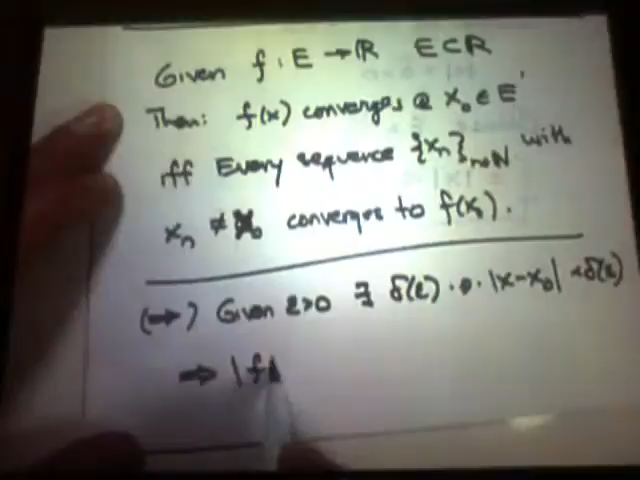 Given f : E → ℝ E ⊂ ℝ
Then: f(x) converges @ x₀ ∈ E'
iff Every sequence {xₙ}ₙ∈ℕ with
xₙ ≠ x₀ converges to f(x₀).
(⇒) Given ε>0 ∃ δ(ε) ·∋· |x-x₀| < δ(ε)
⇒ |f(